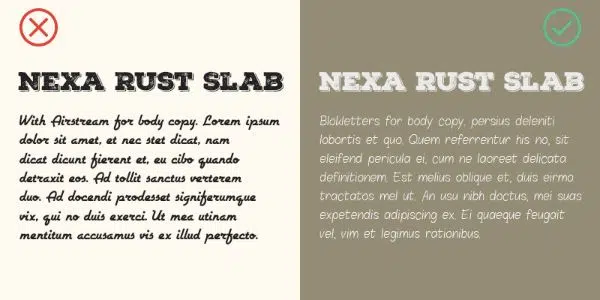 NEXA RUST SLAB
With Airstream for body copy. Lorem ipsum
dolor sit amet, et nec stet dicat, nam
dicat dicunt fierent et, eu cibo quando
detraxit eos. Ad tollit sanctus verterem
duo. Ad docendi prodesset signiferumque
vix, qui no duis exerci. Ut mea utinam
mentitum accusamus vis ex illud perfecto.
NEXA RUST SLAB
Blokletters for body copy, persius deleniti
lobortis et quo. Quem referrentur his no, sit
eleifend pericula ei, cum ne laoreet delicata
definitionem. Est melius oblique et, duis eirmo
tractatos mel ut. An usu nibh doctus, mei suas
expetendis adipiscing ex. Ei quaeque feugait
vel, vim et legimus rationibus.